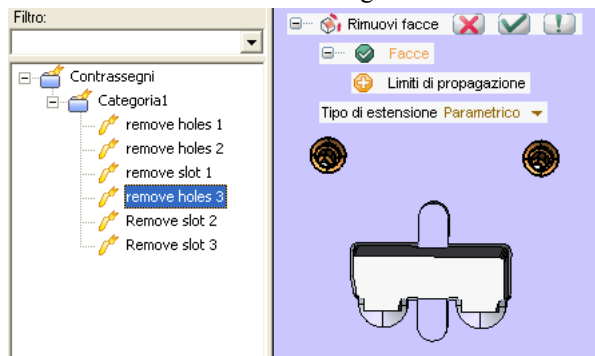 Filtro:
Contrassegni
Categoria1
remove holes 1
remove holes 2
remove slot 1
remove holes 3
Remove slot 2
Remove slot 3
Rimuovi facce
Facce
Limiti di propagazione
Tipo di estensione Parametrico